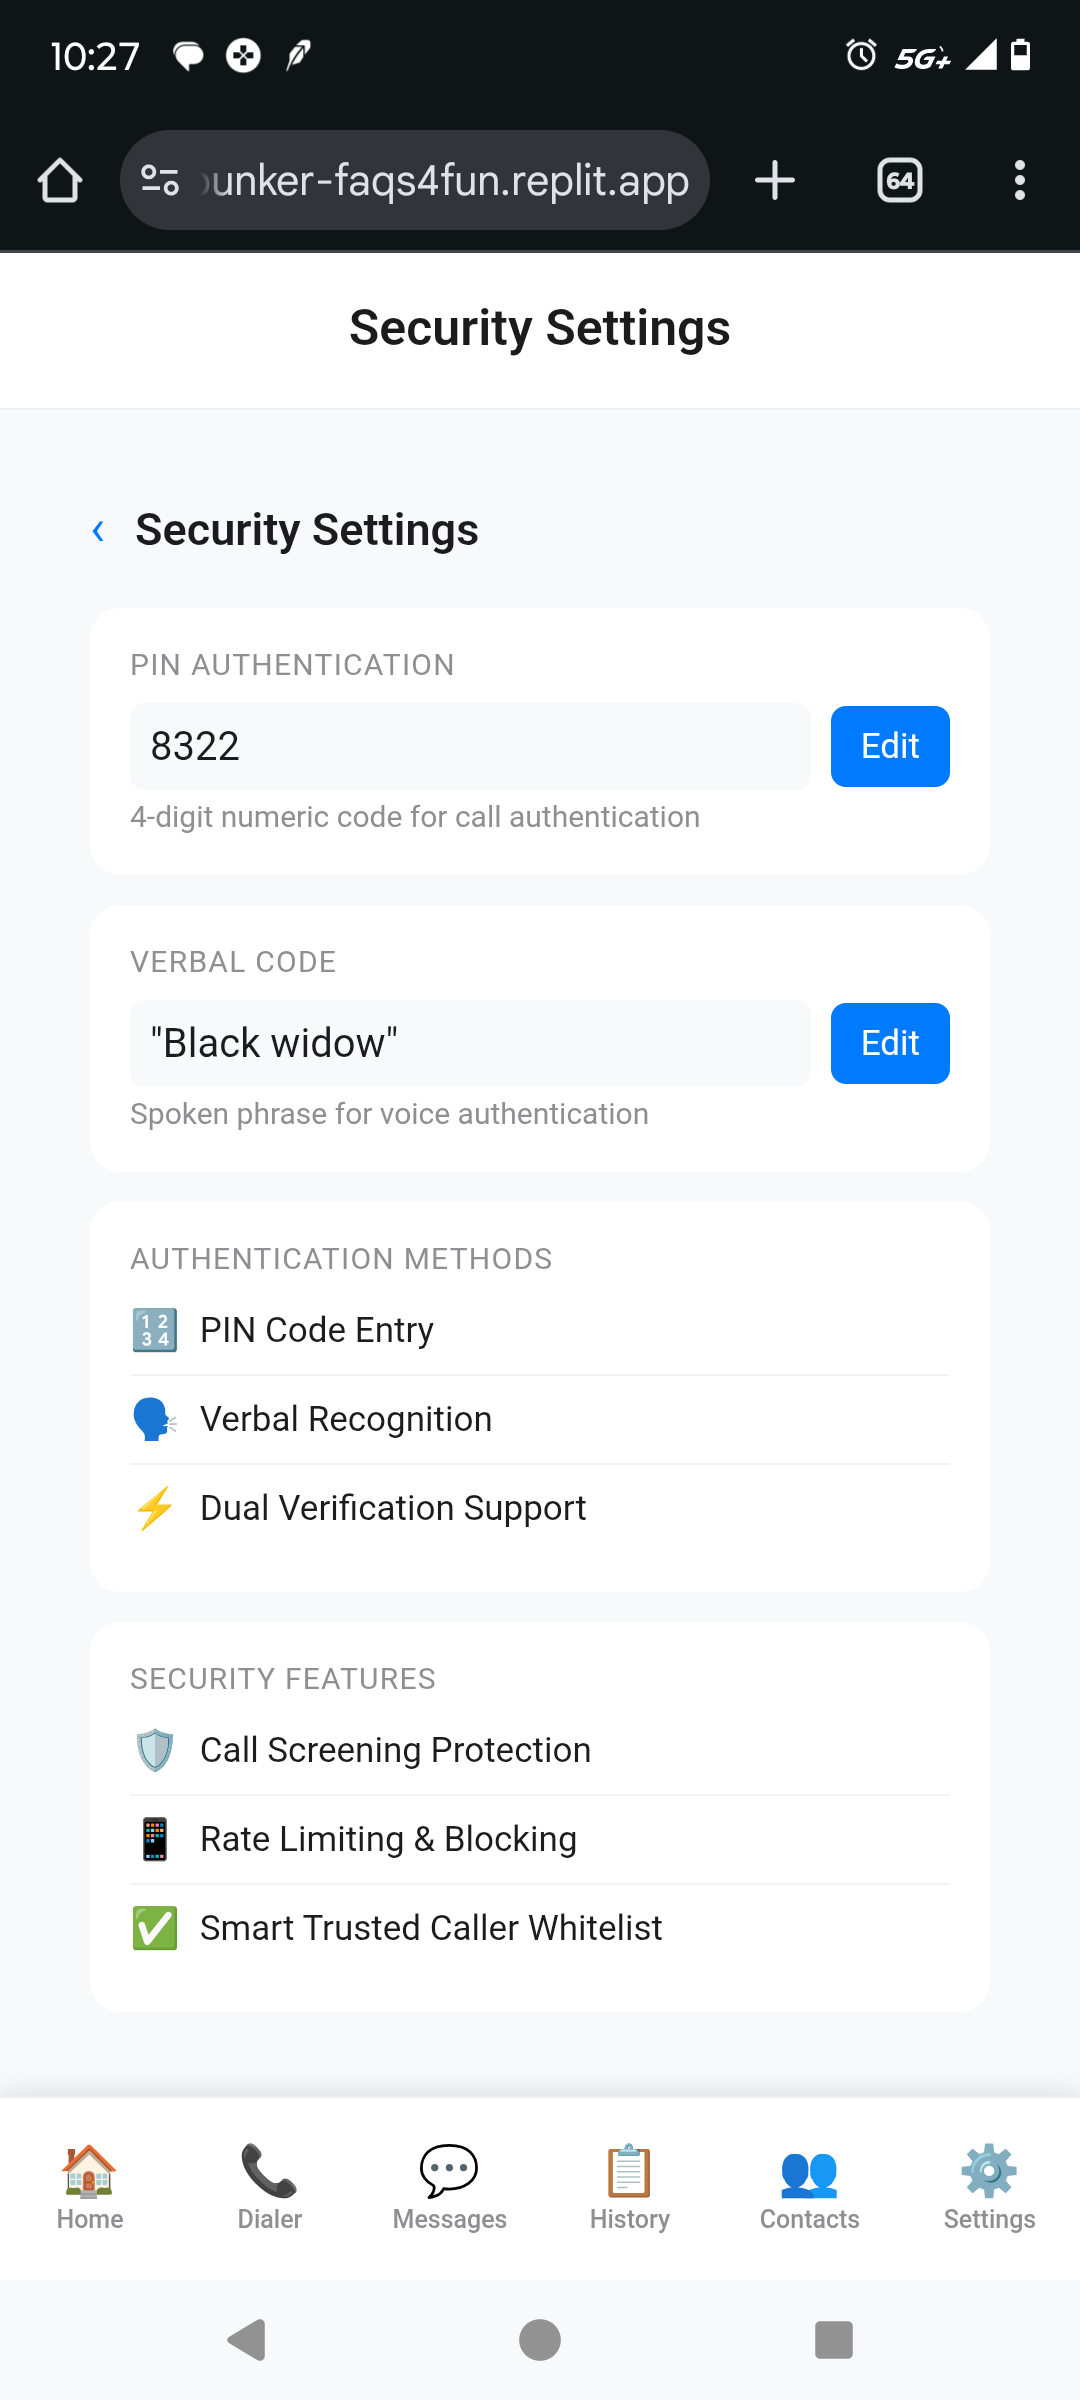 10:27
5G+
unker-faqs4fun.replit.app
64
Security Settings
‹ Security Settings
PIN AUTHENTICATION
8322
Edit
4-digit numeric code for call authentication
VERBAL CODE
"Black widow"
Edit
Spoken phrase for voice authentication
AUTHENTICATION METHODS
PIN Code Entry
Verbal Recognition
Dual Verification Support
SECURITY FEATURES
Call Screening Protection
Rate Limiting & Blocking
Smart Trusted Caller Whitelist
Home
Dialer
Messages
History
Contacts
Settings